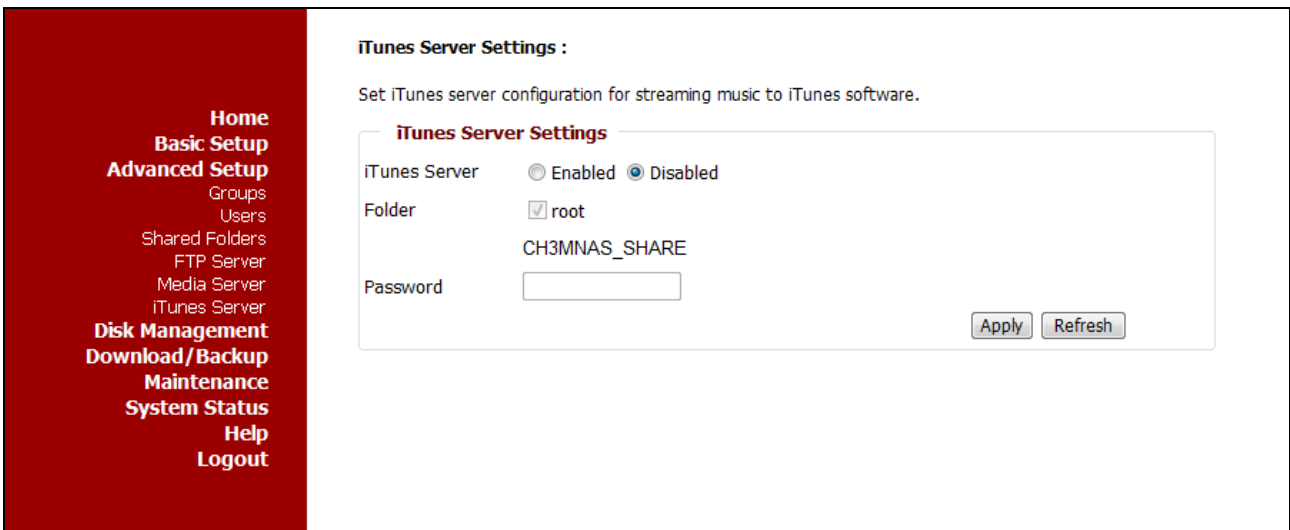 Home
Basic Setup
Advanced Setup
Groups
Users
Shared Folders
FTP Server
Media Server
iTunes Server
Disk Management
Download/Backup
Maintenance
System Status
Help
Logout
iTunes Server Settings :
Set iTunes server configuration for streaming music to iTunes software.
iTunes Server Settings
iTunes Server Enabled Disabled
Folder root
CH3MNAS_SHARE
Password
Apply Refresh